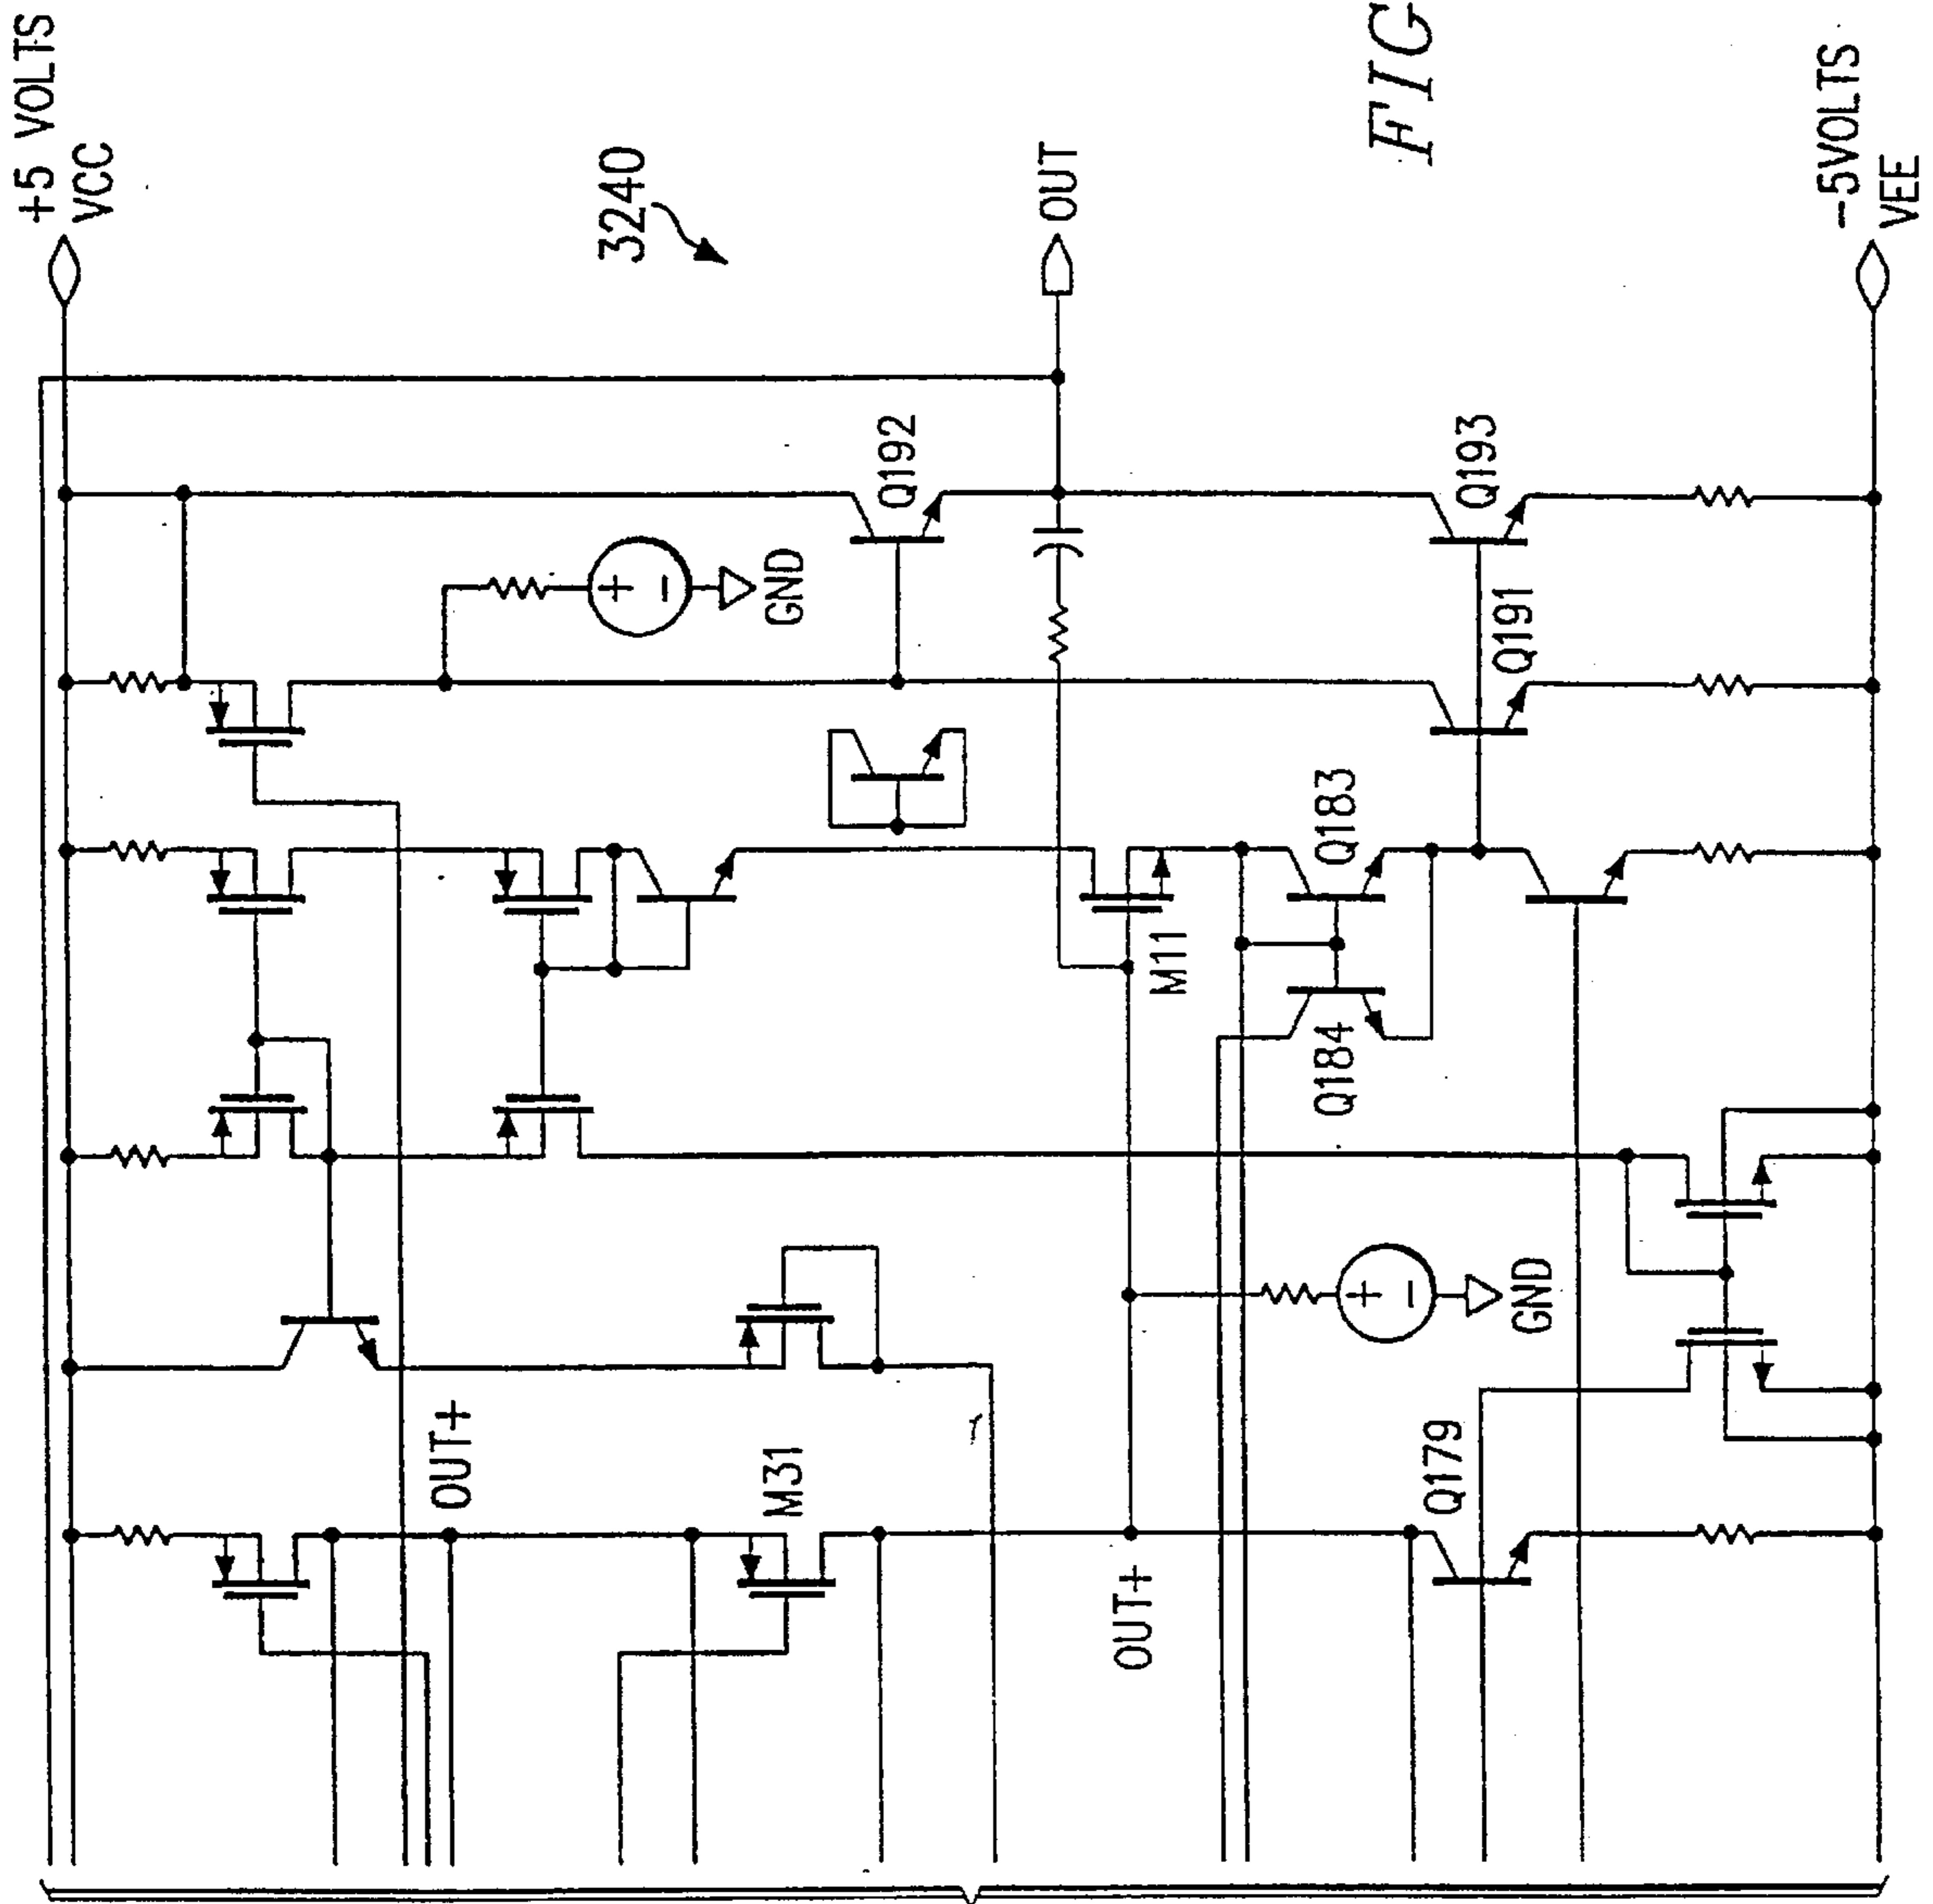 +5 VOLTS
VCC
3240
OUT
FIG
-5VOLTS
VEE
Q192
Q193
GND
Q191
Q183
M11
Q184
GND
OUT+
M31
Q179
OUT+